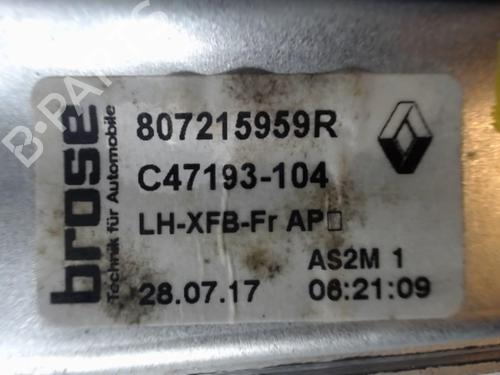 brose
Technik für Automobile
807215959R
C47193-104
LH-XFB-Fr AP□
AS2M 1
28.07.17 06:21:09
B-PARTS